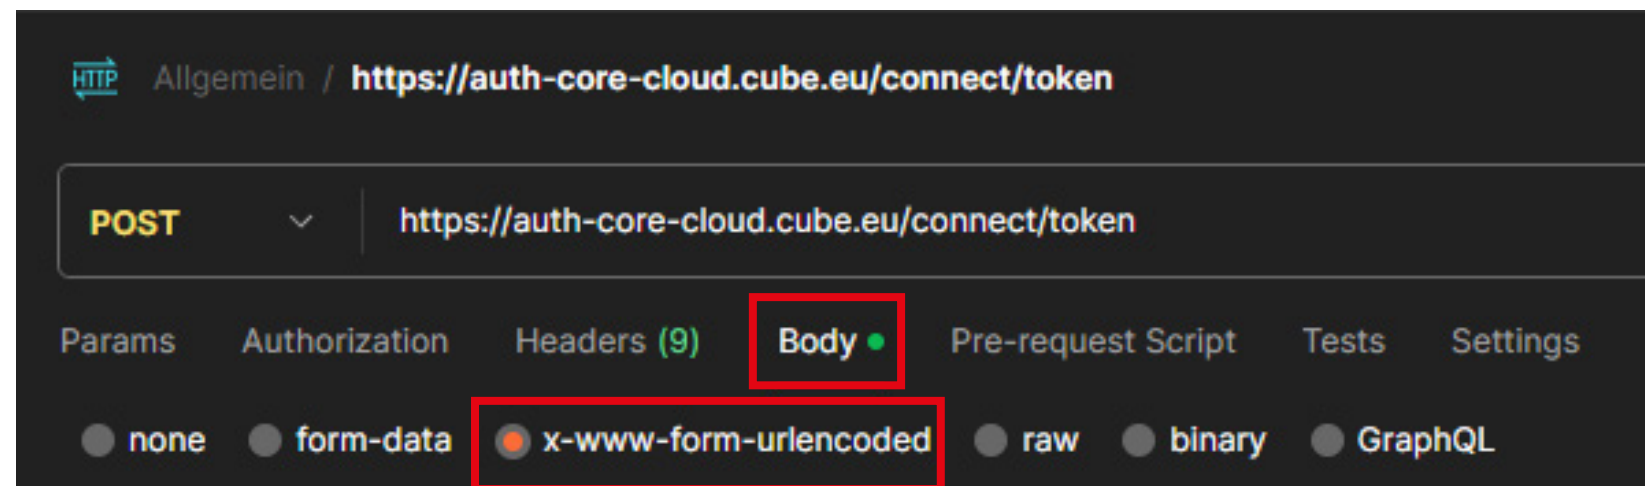 HTTP Allgemein / https://auth-core-cloud.cube.eu/connect/token
POST https://auth-core-cloud.cube.eu/connect/token
Params Authorization Headers (9) Body Pre-request Script Tests Settings
none form-data x-www-form-urlencoded raw binary GraphQL